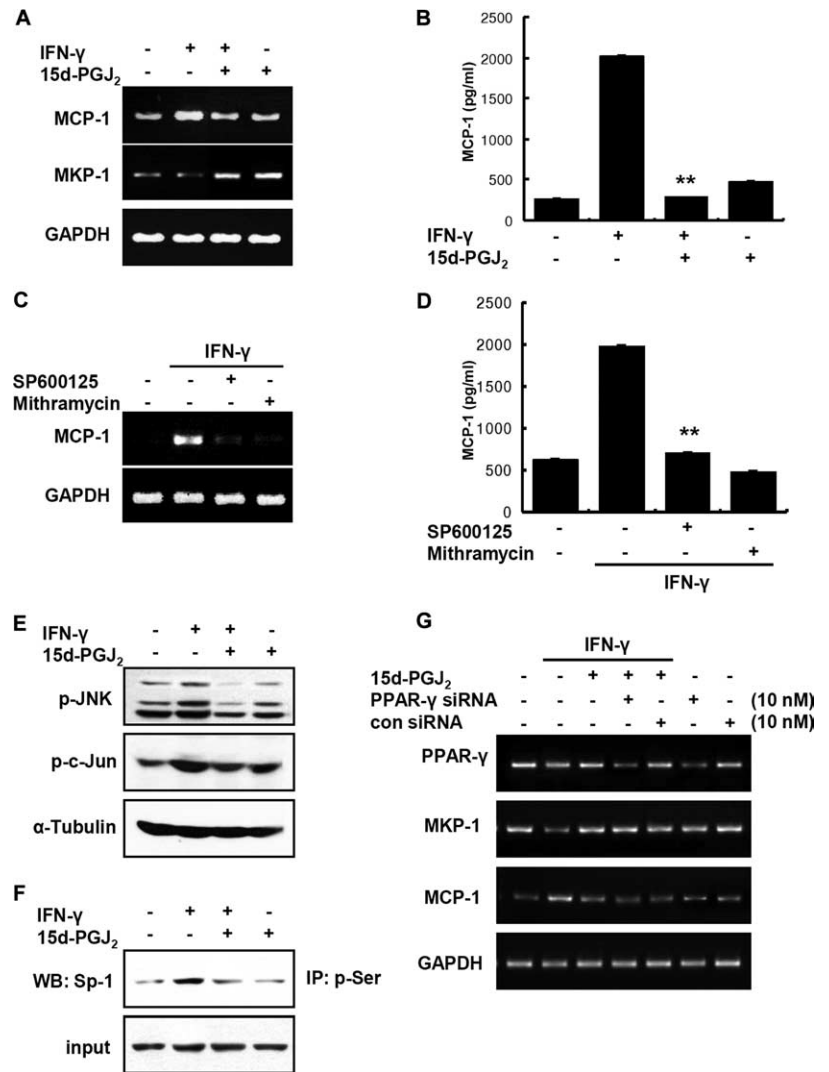 A
IFN-γ - + + -
15d-PGJ2 - - + +
MCP-1
MKP-1
GAPDH
B
MCP-1 (pg/ml)
2500
2000
1500
1000
500
0
**
IFN-γ - + + -
15d-PGJ2 - - + +
C
IFN-γ
SP600125 - - + -
Mithramycin - - - +
MCP-1
GAPDH
D
MCP-1 (pg/ml)
2500
2000
1500
1000
500
0
**
SP600125 - - + -
Mithramycin - - - +
IFN-γ
E
IFN-γ - + + -
15d-PGJ2 - - + +
p-JNK
p-c-Jun
α-Tubulin
F
IFN-γ - + + -
15d-PGJ2 - - + +
WB: Sp-1 IP: p-Ser
input
G
IFN-γ
15d-PGJ2 - - + + + - -
PPAR-γ siRNA - - - + - + - (10 nM)
con siRNA - - - - + - + (10 nM)
PPAR-γ
MKP-1
MCP-1
GAPDH